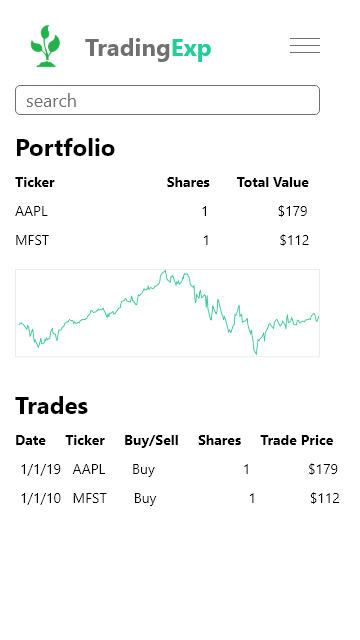 TradingExp
search
Portfolio
Ticker Shares Total Value
AAPL 1 $179
MFST 1 $112
Trades
Date Ticker Buy/Sell Shares Trade Price
1/1/19 AAPL Buy 1 $179
1/1/10 MFST Buy 1 $112